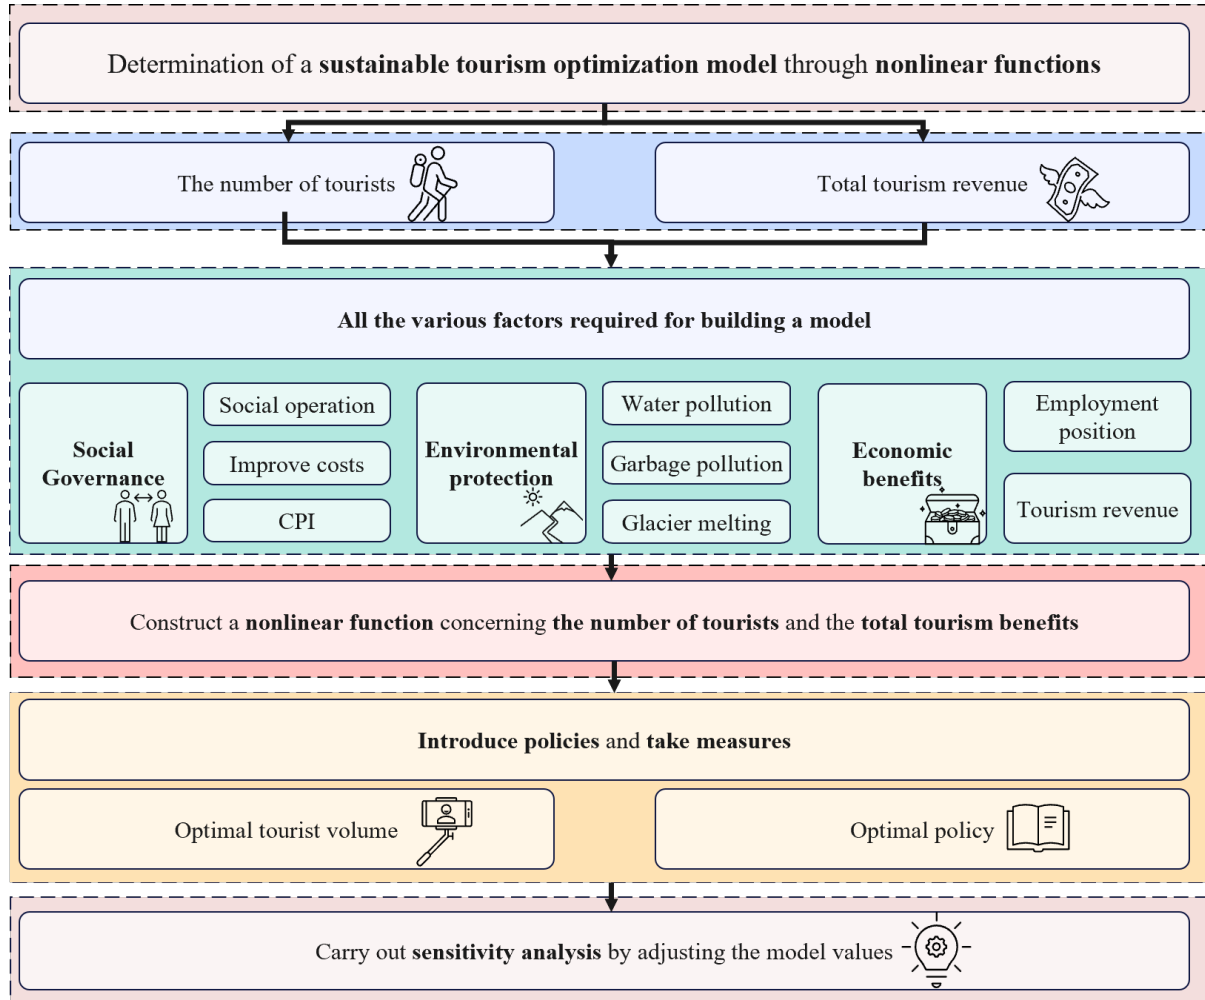 Determination of a sustainable tourism optimization model through nonlinear functions
The number of tourists
Total tourism revenue
All the various factors required for building a model
Social
Governance
Social operation
Improve costs
CPI
Environmental
protection
Water pollution
Garbage pollution
Glacier melting
Economic
benefits
Employment
position
Tourism revenue
Construct a nonlinear function concerning the number of tourists and the total tourism benefits
Introduce policies and take measures
Optimal tourist volume
Optimal policy
Carry out sensitivity analysis by adjusting the model values